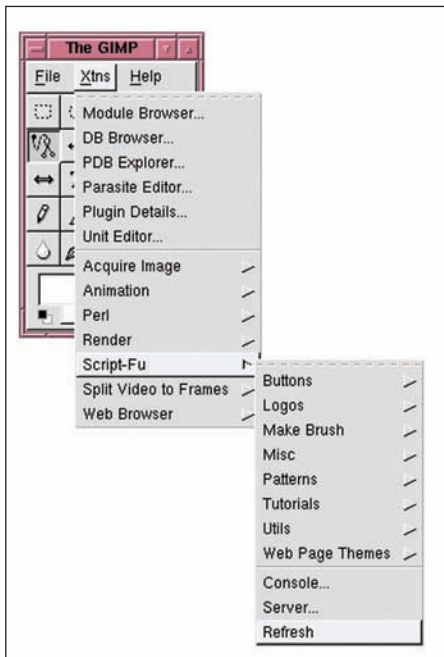 The GIMP
File Xtns Help
Module Browser...
DB Browser...
PDB Explorer...
Parasite Editor...
Plugin Details...
Unit Editor...
Acquire Image
Animation
Perl
Render
Script-Fu
Split Video to Frames
Web Browser
Buttons
Logos
Make Brush
Misc
Patterns
Tutorials
Utils
Web Page Themes
Console...
Server...
Refresh